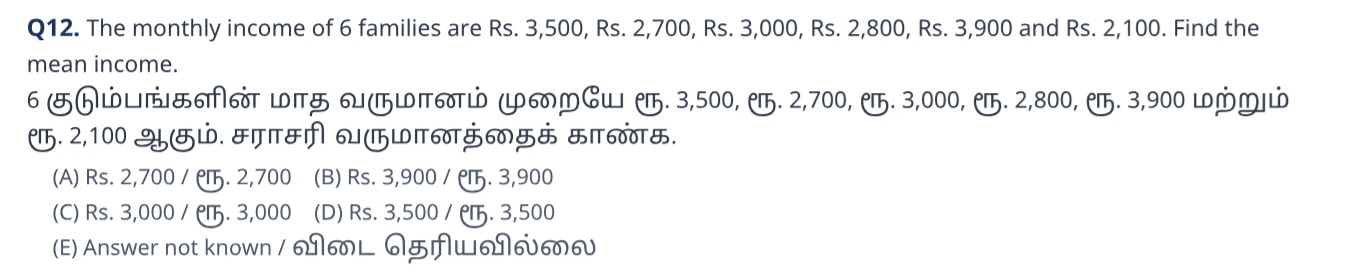 Q12. The monthly income of 6 families are Rs. 3,500, Rs. 2,700, Rs. 3,000, Rs. 2,800, Rs. 3,900 and Rs. 2,100. Find the
mean income.
6 குடும்பங்களின் மாத வருமானம் முறையே ரூ. 3,500, ரூ. 2,700, ரூ. 3,000, ரூ. 2,800, ரூ. 3,900 மற்றும்
ரூ. 2,100 ஆகும். சராசரி வருமானத்தைக் காண்க.
(A) Rs. 2,700 / ரூ. 2,700 (B) Rs. 3,900 / ரூ. 3,900
(C) Rs. 3,000 / ரூ. 3,000 (D) Rs. 3,500 / ரூ. 3,500
(E) Answer not known / விடை தெரியவில்லை